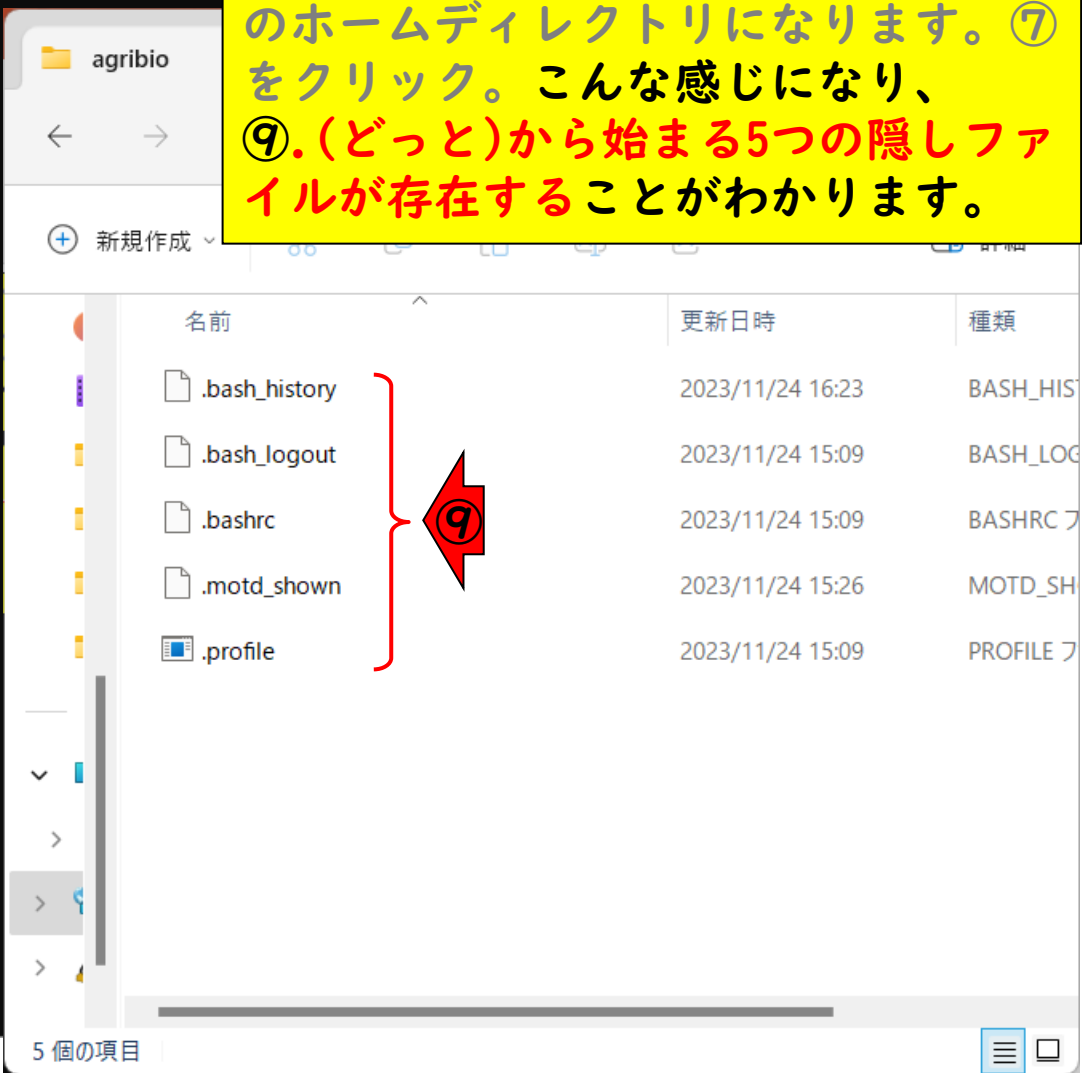 のホームディレクトリになります。⑦
をクリック。こんな感じになり、
⑨.(どっと)から始まる5つの隠しファ
イルが存在することがわかります。
agribio
新規作成
名前 更新日時 種類
.bash_history 2023/11/24 16:23 BASH_HIS
.bash_logout 2023/11/24 15:09 BASH_LOG
.bashrc 2023/11/24 15:09 BASHRC フ
⑨
.motd_shown 2023/11/24 15:26 MOTD_SH
.profile 2023/11/24 15:09 PROFILE フ
5 個の項目